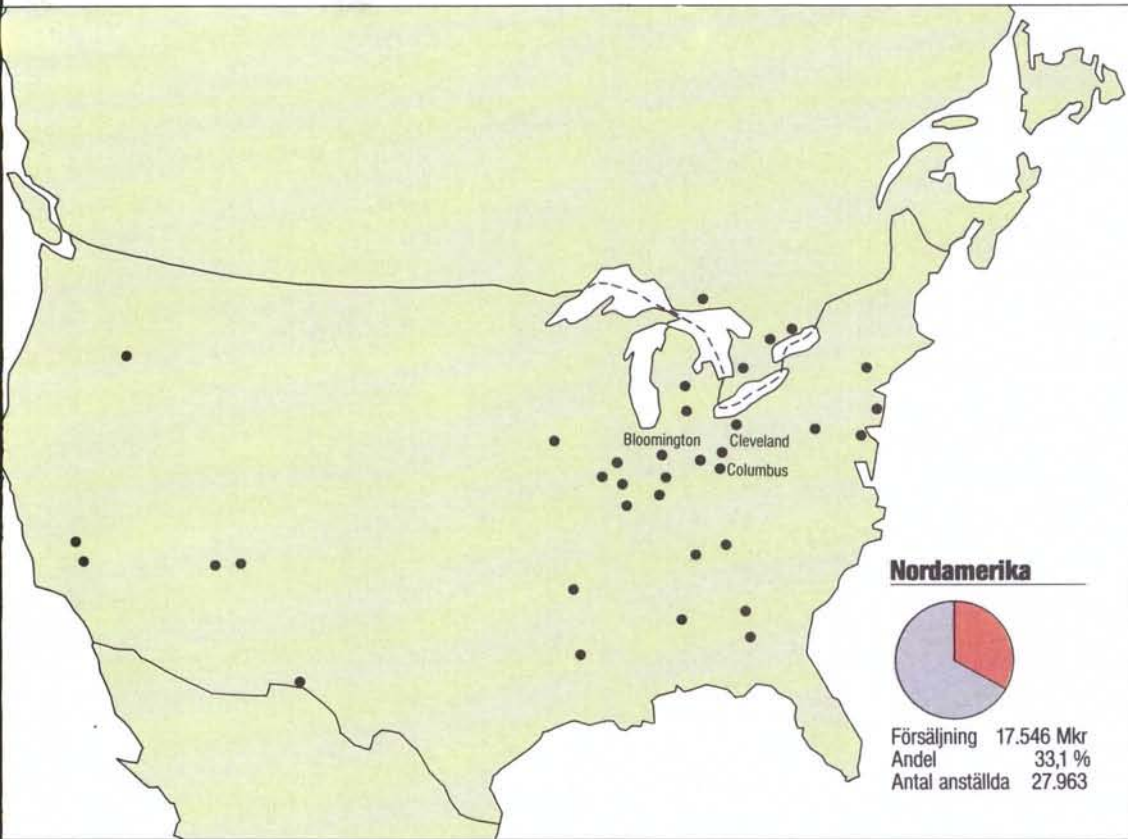 Bloomington
Cleveland
Columbus
Nordamerika
Försäljning 17.546 Mkr
Andel 33,1 %
Antal anställda 27.963